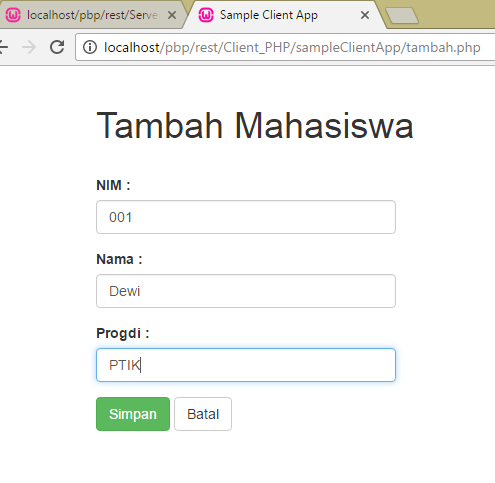 localhost/pbp/rest/Serve
Sample Client App
localhost/pbp/rest/Client_PHP/sampleClientApp/tambah.php
Tambah Mahasiswa
NIM :
001
Nama :
Dewi
Progdi :
PTIK
Simpan Batal